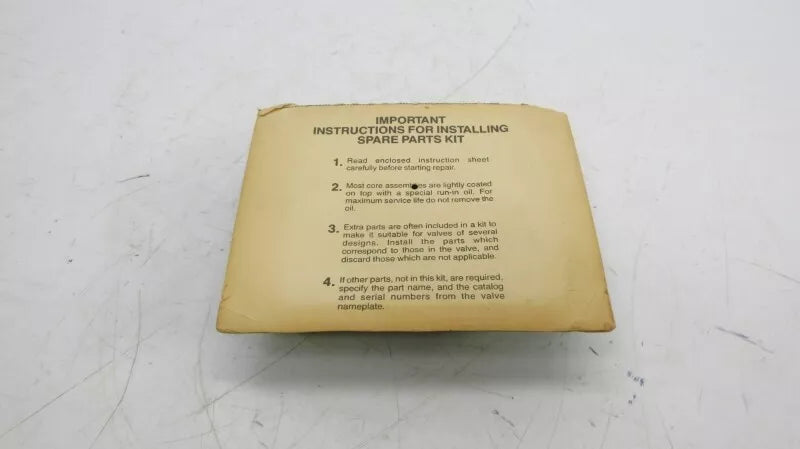 IMPORTANT
INSTRUCTIONS FOR INSTALLING
SPARE PARTS KIT
1. Read enclosed instruction sheet
carefully before starting repair.
2. Most core assemblies are lightly coated
on top with a special run-in oil. For
maximum service life do not remove the
oil.
3. Extra parts are often included in a kit to
make it suitable for valves of several
designs. Install the parts which
correspond to those in the valve, and
discard those which are not applicable.
4. If other parts, not in this kit, are required,
specify the part name, and the catalog
and serial numbers from the valve
nameplate.